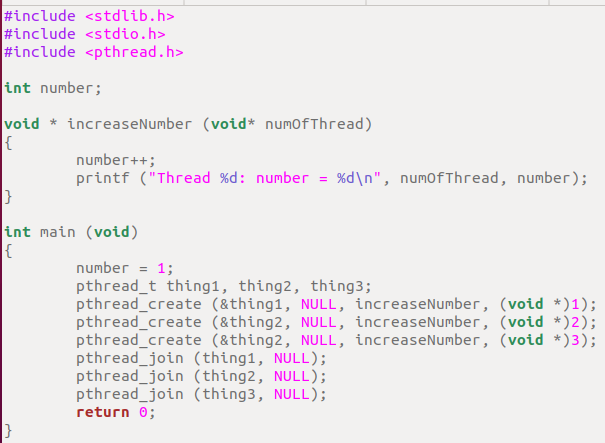 #include <stdlib.h>
#include <stdio.h>
#include <pthread.h>

int number;

void * increaseNumber (void* numOfThread)
{
        number++;
        printf ("Thread %d: number = %d\n", numOfThread, number);
}

int main (void)
{
        number = 1;
        pthread_t thing1, thing2, thing3;
        pthread_create (&thing1, NULL, increaseNumber, (void *)1);
        pthread_create (&thing2, NULL, increaseNumber, (void *)2);
        pthread_create (&thing2, NULL, increaseNumber, (void *)3);
        pthread_join (thing1, NULL);
        pthread_join (thing2, NULL);
        pthread_join (thing3, NULL);
        return 0;
}